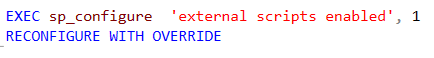 EXEC sp_configure  'external scripts enabled', 1
RECONFIGURE WITH OVERRIDE